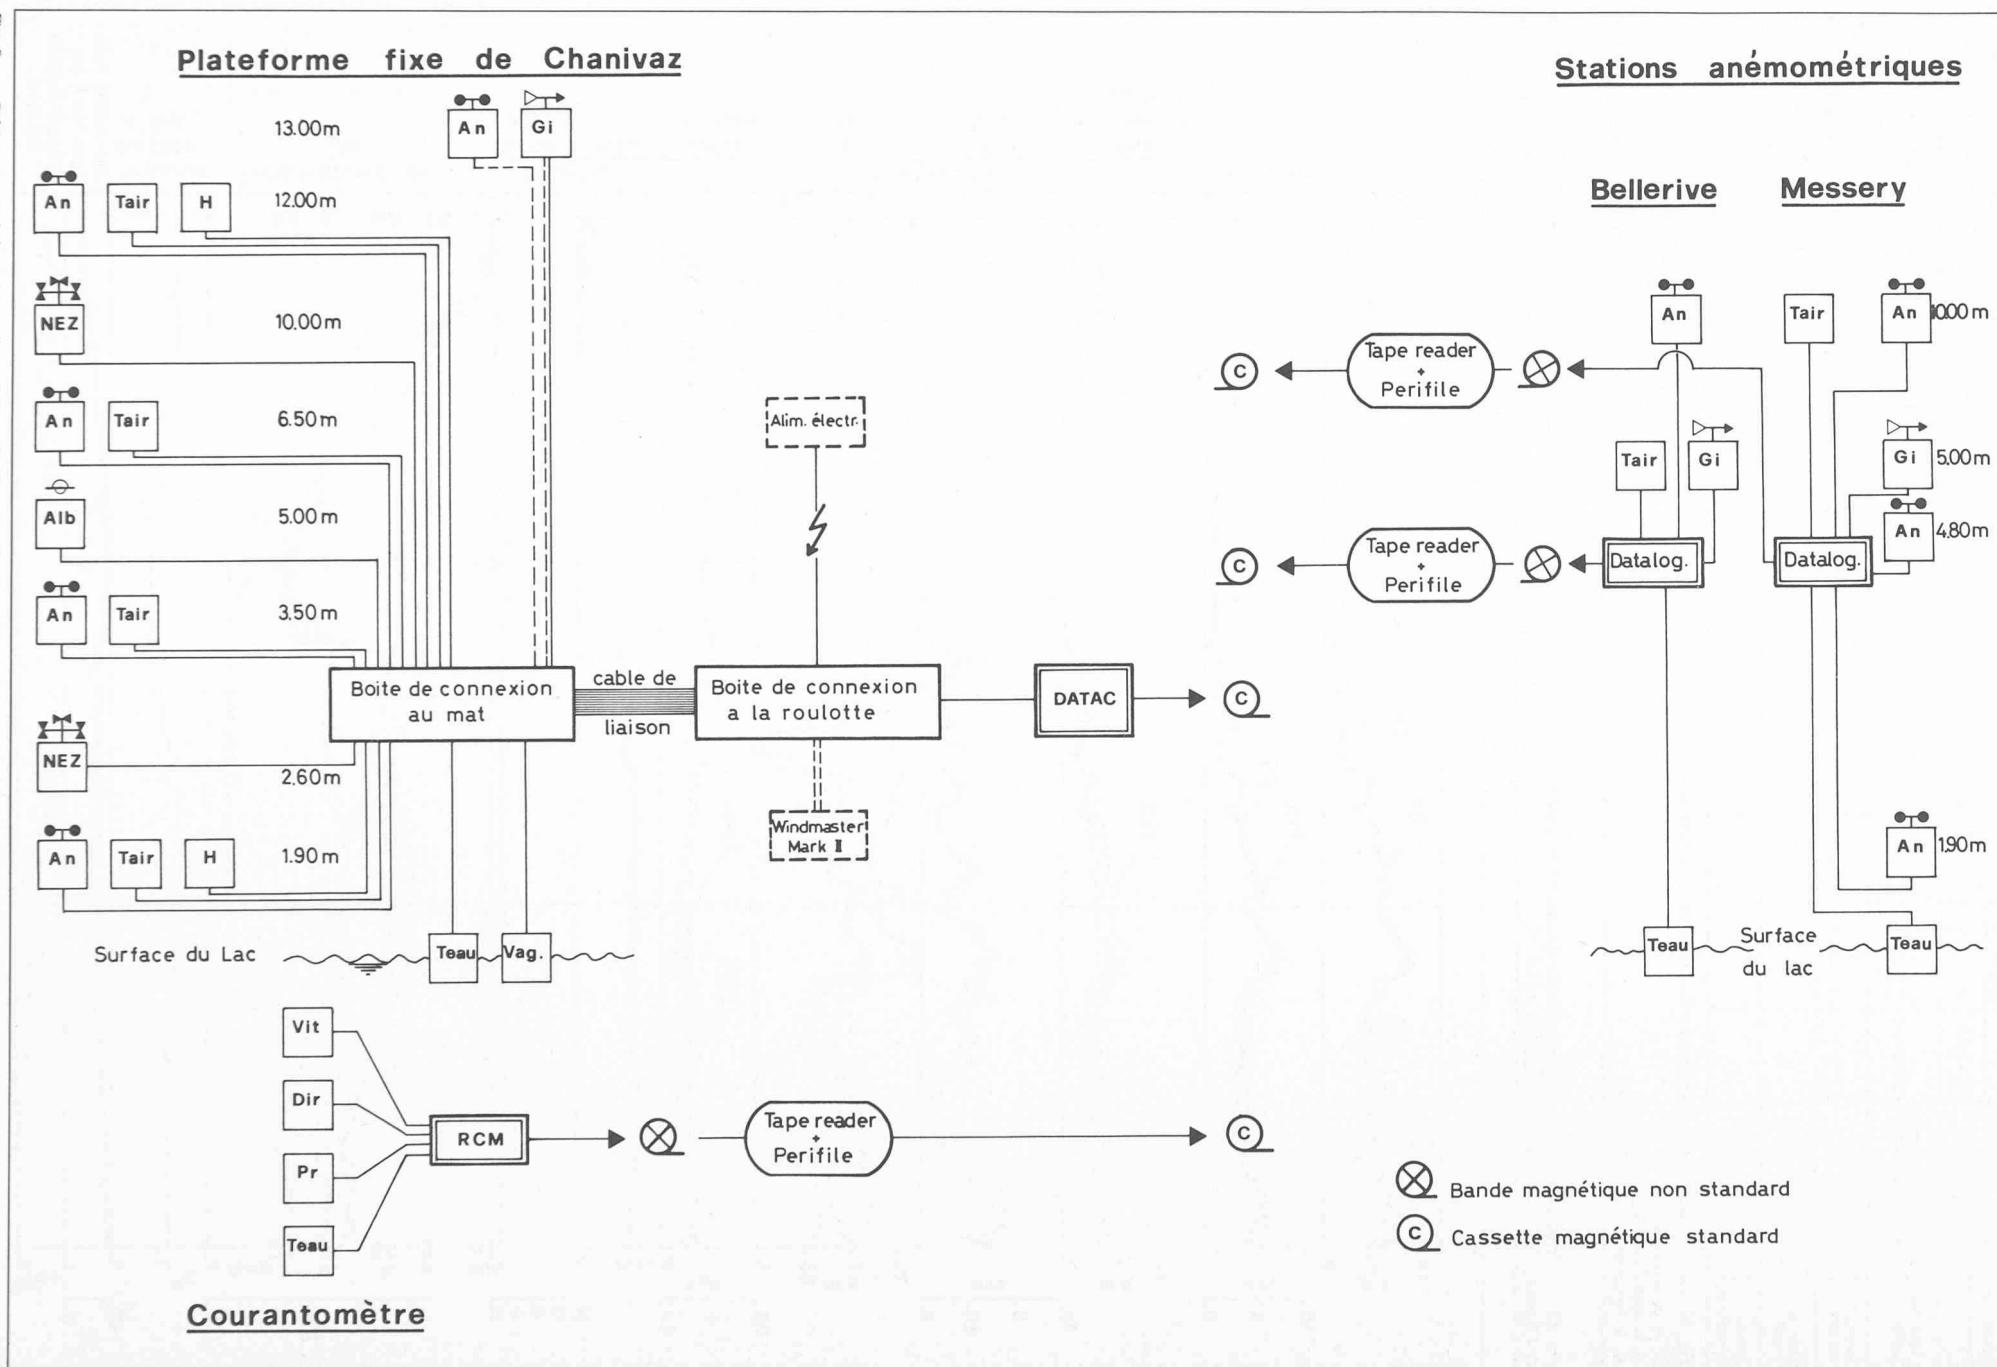 Plateforme fixe de Chanivaz
13.00m
An
Gi
An
Tair
H
12.00m
NEZ
10.00m
An
Tair
6.50m
Alb
5.00m
An
Tair
3.50m
Boite de connexion
au mat
cable de
liaison
Boite de connexion
a la roulotte
DATAC
C
Alim. électr.
Windmaster
Mark II
NEZ
2.60m
An
Tair
H
1.90m
Surface du Lac
Teau
Vag.
Stations anémométriques
Bellerive
Messery
An
Tair
An
10.00m
C
Tape reader
+
Perifile
Tair
Gi
Gi
5.00m
An
4.80m
C
Tape reader
+
Perifile
Datalog.
Datalog.
An
1.90m
Teau
Surface
du lac
Teau
Vit
Dir
Pr
Teau
RCM
Tape reader
+
Perifile
C
Courantomètre
Bande magnétique non standard
C
Cassette magnétique standard